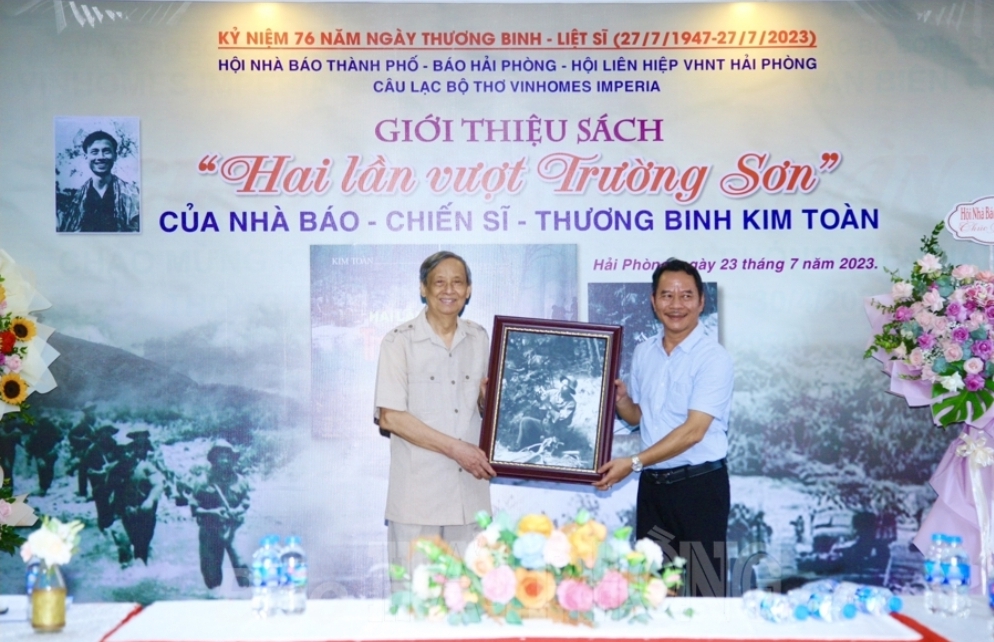 KỶ NIỆM 76 NĂM NGÀY THƯƠNG BINH - LIỆT SĨ (27/7/1947-27/7/2023)
HỘI NHÀ BÁO THÀNH PHỐ - BÁO HẢI PHÒNG - HỘI LIÊN HIỆP VHNT HẢI PHÒNG
CÂU LẠC BỘ THƠ VINHOMES IMPERIA
GIỚI THIỆU SÁCH
“Hai lần vượt Trường Sơn”
CỦA NHÀ BÁO - CHIẾN SĨ - THƯƠNG BINH KIM TOÀN
Hải Phòng, ngày 23 tháng 7 năm 2023.
KIM TOÀN
Hội Nhà Bá